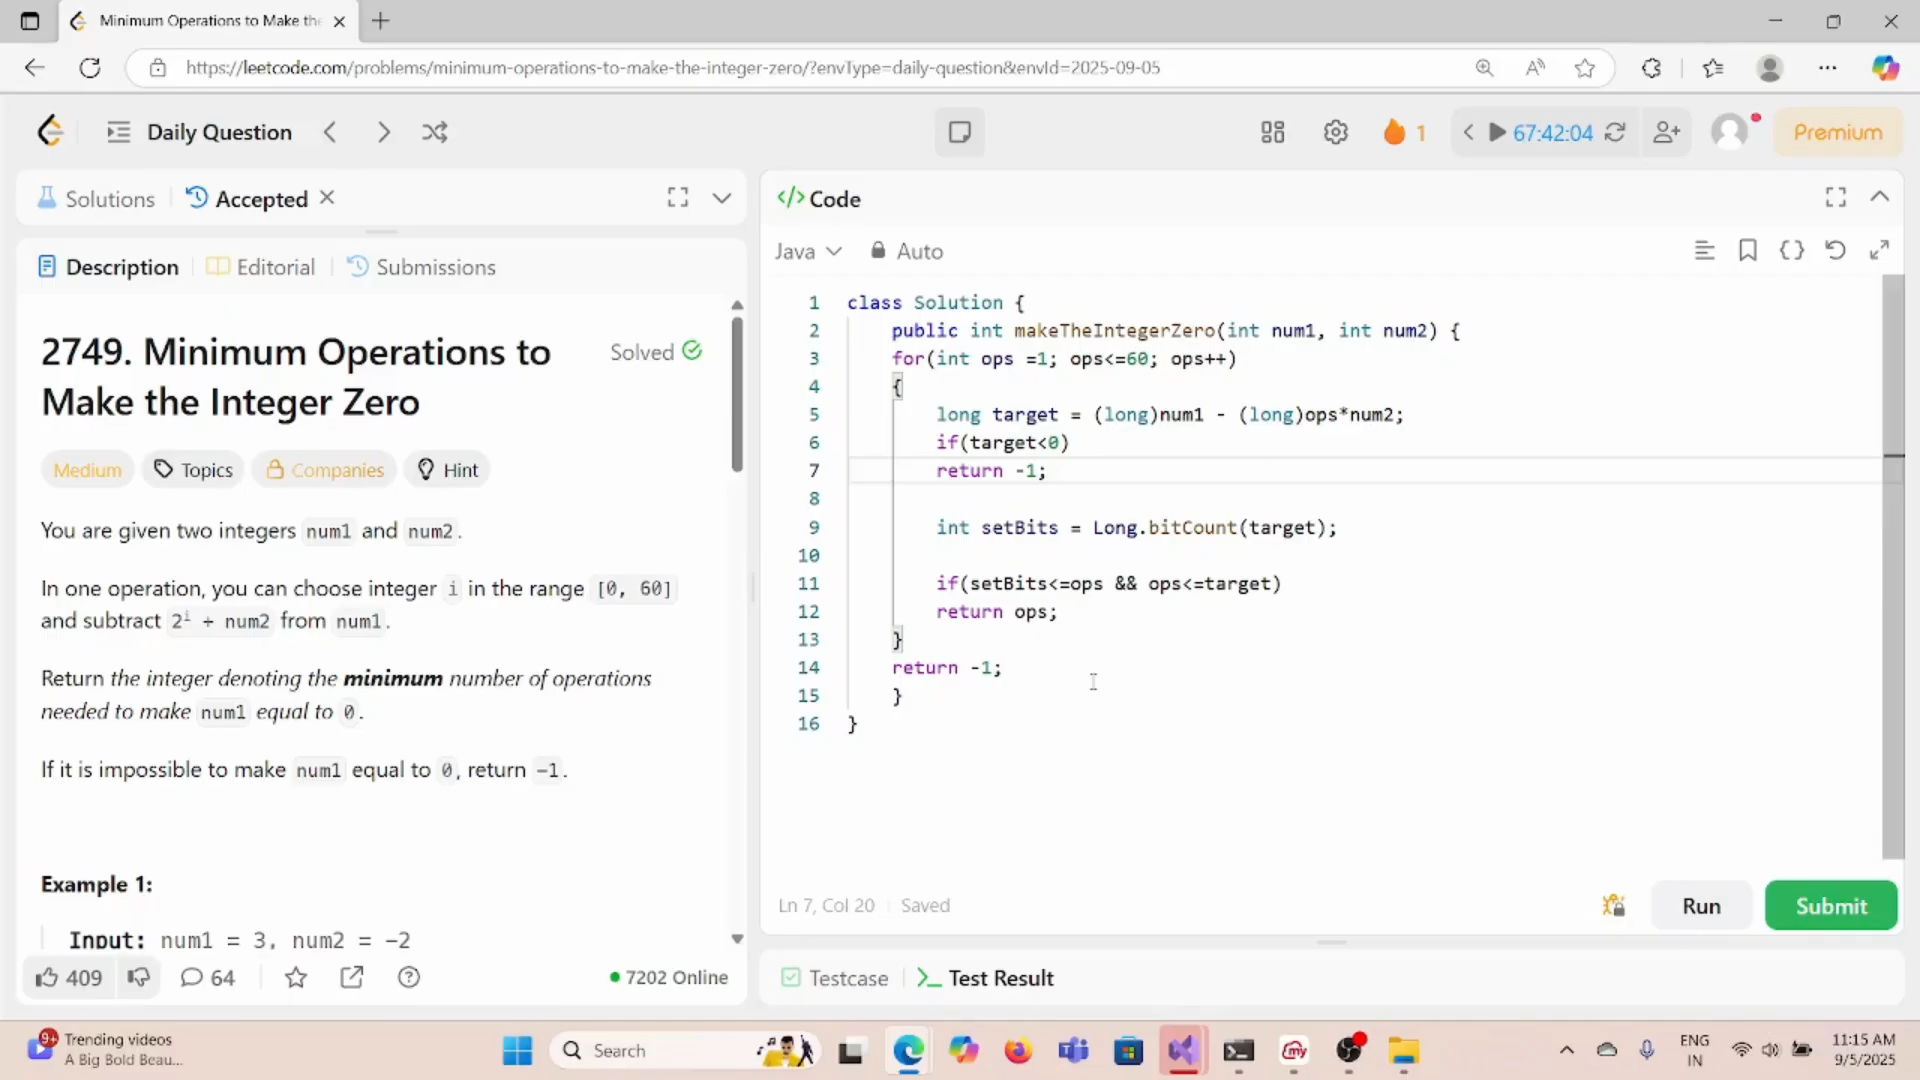 Minimum Operations to Make th
https://leetcode.com/problems/minimum-operations-to-make-the-integer-zero/?envType=daily-question&envId=2025-09-05
Daily Question
1
67:42:04
Premium
Solutions
Accepted
Description
Editorial
Submissions
2749. Minimum Operations to
Make the Integer Zero
Solved
Medium
Topics
Companies
Hint
You are given two integers num1 and num2.
In one operation, you can choose integer i in the range [0, 60]
and subtract 2^i + num2 from num1.
Return the integer denoting the minimum number of operations
needed to make num1 equal to 0.
If it is impossible to make num1 equal to 0, return -1.
Example 1:
Input: num1 = 3, num2 = -2
409
64
7202 Online
</> Code
Java
Auto
1 class Solution {
2 public int makeTheIntegerZero(int num1, int num2) {
3 for(int ops =1; ops<=60; ops++)
4 {
5 long target = (long)num1 - (long)ops*num2;
6 if(target<0)
7 return -1;
8
9 int setBits = Long.bitCount(target);
10
11 if(setBits<=ops && ops<=target)
12 return ops;
13 }
14 return -1;
15 }
16 }
Ln 7, Col 20
Saved
Run
Submit
Testcase
Test Result
9+
Trending videos
A Big Bold Beau...
Search
my
ENG
IN
11:15 AM
9/5/2025